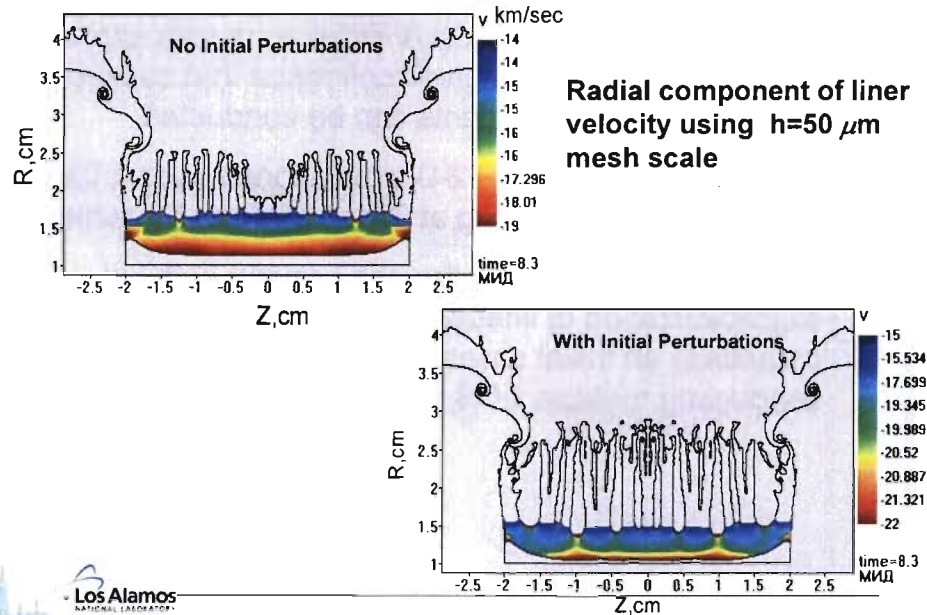 v km/sec
No Initial Perturbations
R,cm
4
3.5
3
2.5
2
1.5
1
-2.5 -2 -1.5 -1 -0.5 0 0.5 1 1.5 2 2.5
Z,cm
-14
-15
-15
-15
-16
-16
-17.296
-18.01
-19
time=8.3
МИД
Radial component of liner
velocity using h=50 μm
mesh scale
v
With Initial Perturbations
R,cm
4
3.5
3
2.5
2
1.5
1
-2.5 -2 -1.5 -1 -0.5 0 0.5 1 1.5 2 2.5
Z,cm
-15
-15.534
-17.699
-19.345
-19.989
-20.52
-20.887
-21.321
-22
time=8.3
МИД
Los Alamos
NATIONAL LABORATORY